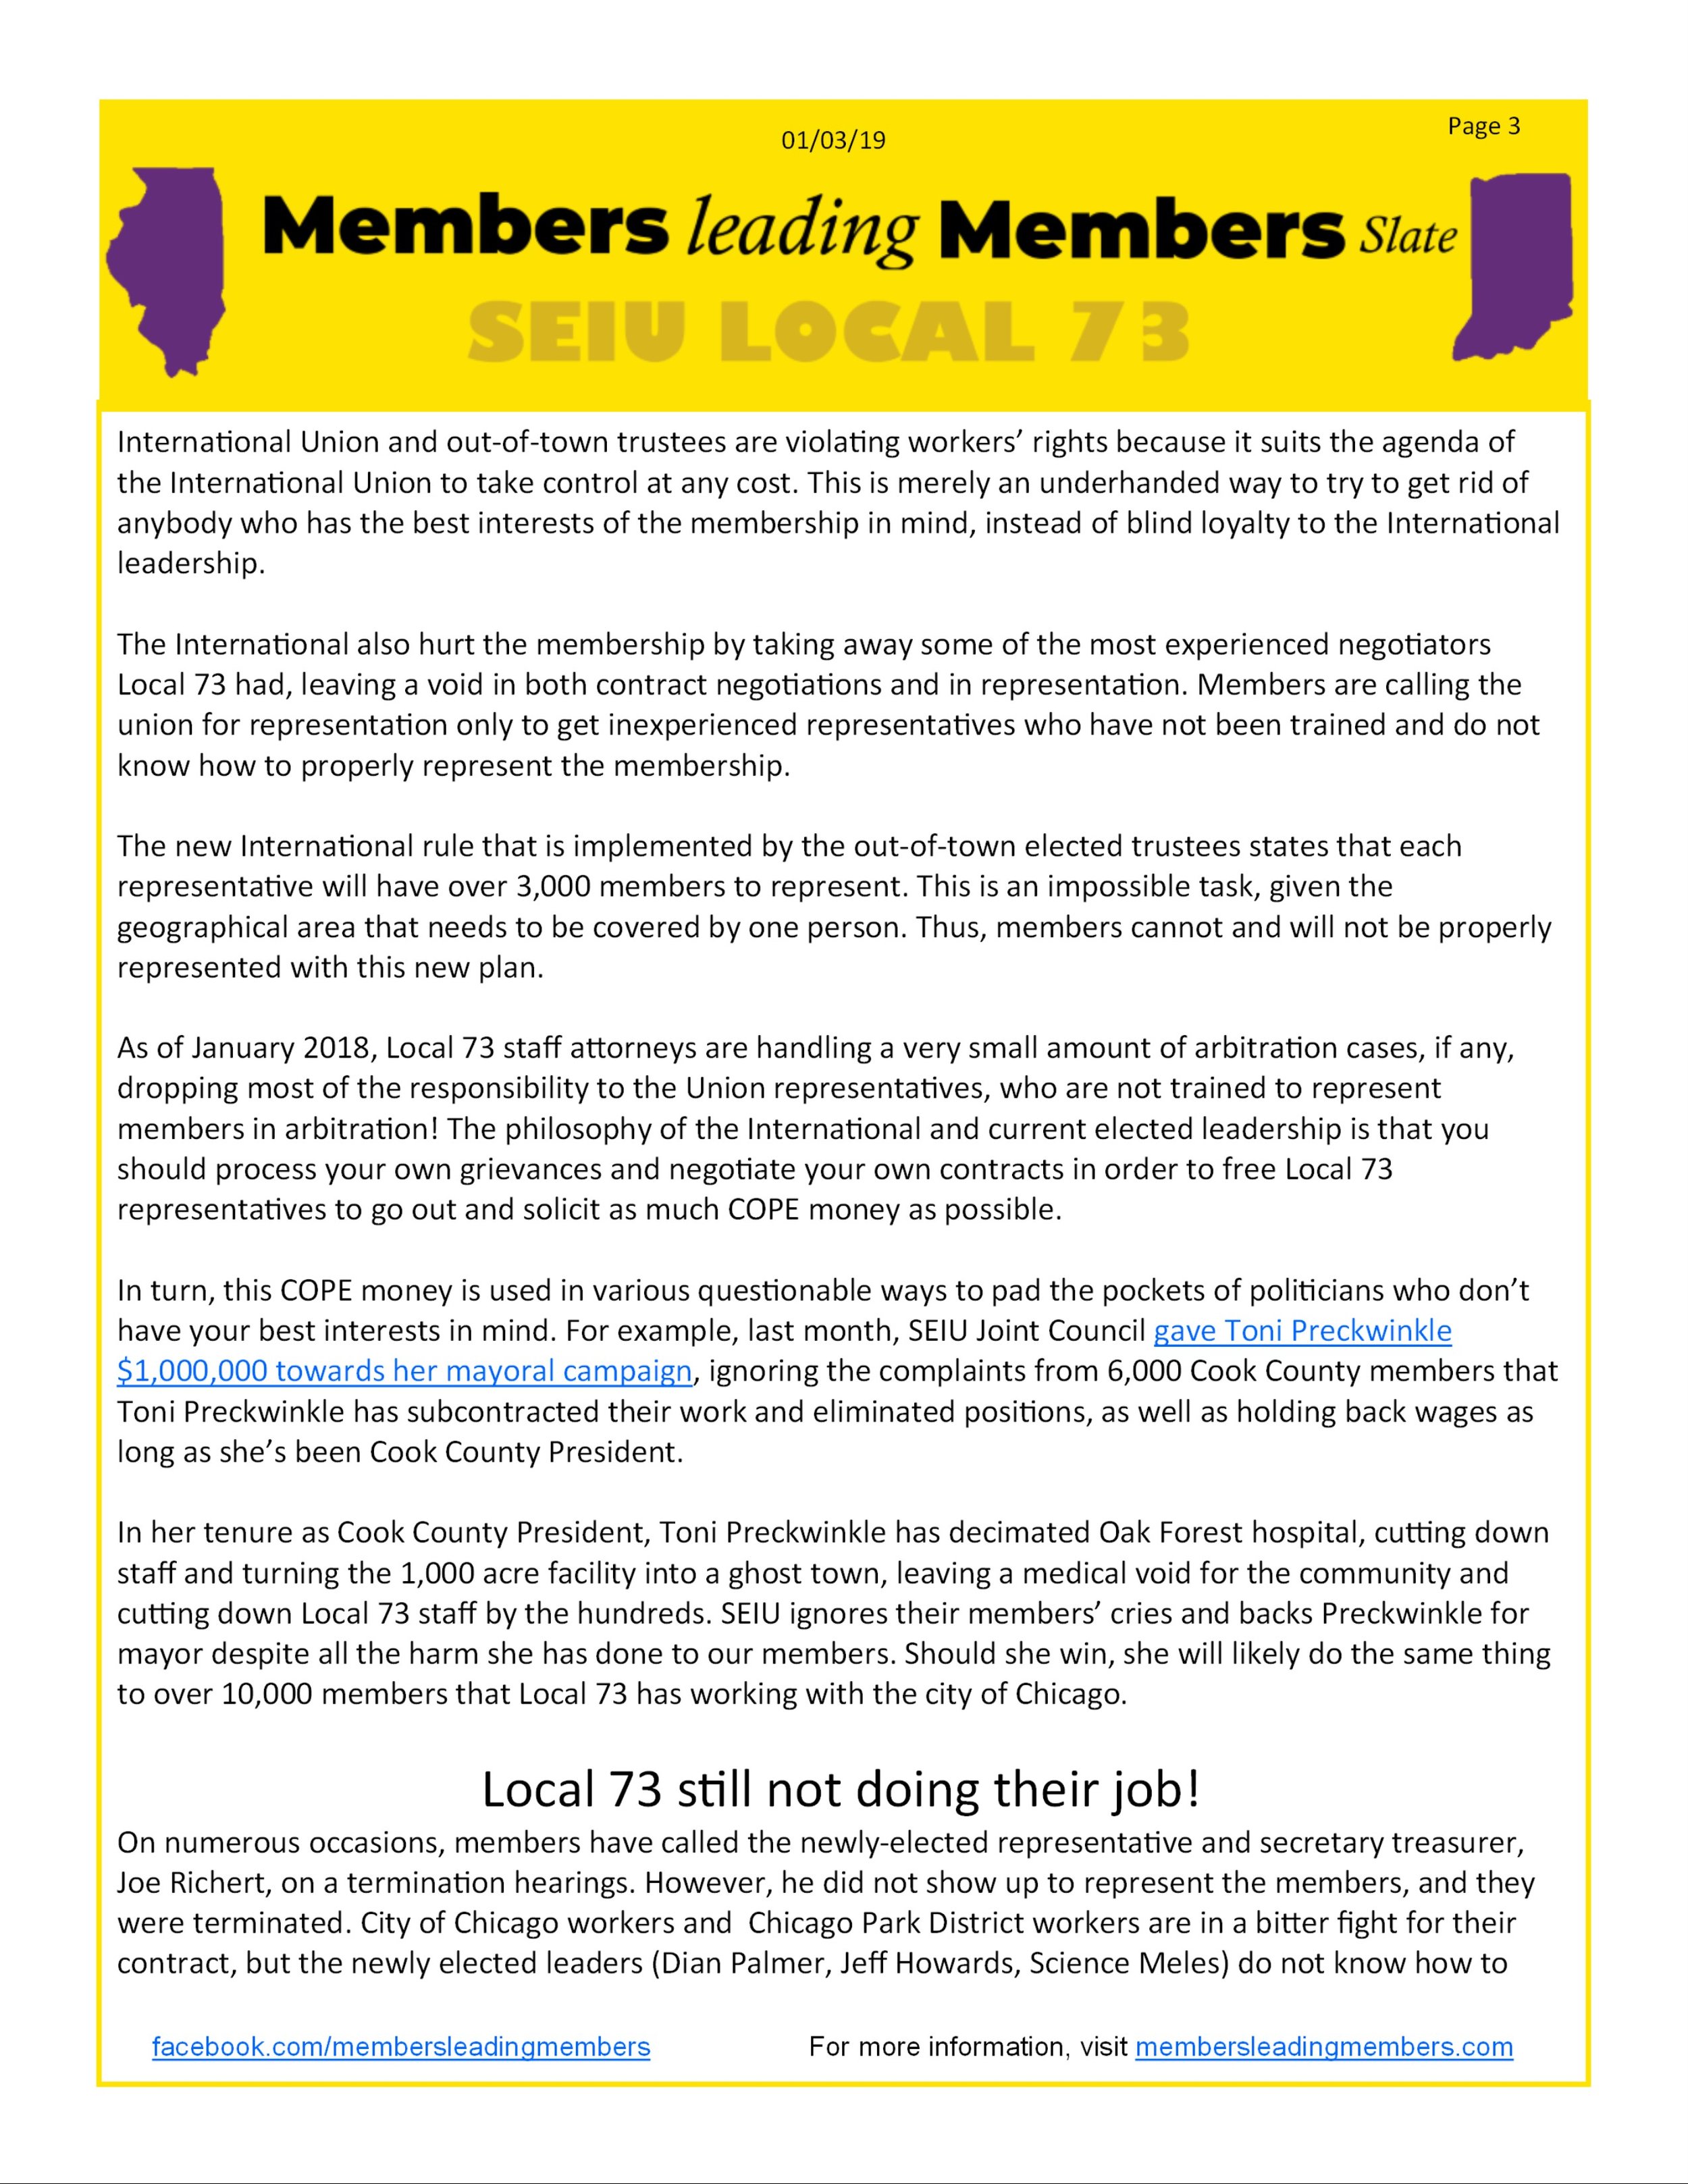 Page 3
01/03/19
Members leading Members Slate
SEIU LOCAL 73
International Union and out-of-town trustees are violating workers’ rights because it suits the agenda of
the International Union to take control at any cost. This is merely an underhanded way to try to get rid of
anybody who has the best interests of the membership in mind, instead of blind loyalty to the International
leadership.
The International also hurt the membership by taking away some of the most experienced negotiators
Local 73 had, leaving a void in both contract negotiations and in representation. Members are calling the
union for representation only to get inexperienced representatives who have not been trained and do not
know how to properly represent the membership.
The new International rule that is implemented by the out-of-town elected trustees states that each
representative will have over 3,000 members to represent. This is an impossible task, given the
geographical area that needs to be covered by one person. Thus, members cannot and will not be properly
represented with this new plan.
As of January 2018, Local 73 staff attorneys are handling a very small amount of arbitration cases, if any,
dropping most of the responsibility to the Union representatives, who are not trained to represent
members in arbitration! The philosophy of the International and current elected leadership is that you
should process your own grievances and negotiate your own contracts in order to free Local 73
representatives to go out and solicit as much COPE money as possible.
In turn, this COPE money is used in various questionable ways to pad the pockets of politicians who don’t
have your best interests in mind. For example, last month, SEIU Joint Council gave Toni Preckwinkle
$1,000,000 towards her mayoral campaign, ignoring the complaints from 6,000 Cook County members that
Toni Preckwinkle has subcontracted their work and eliminated positions, as well as holding back wages as
long as she’s been Cook County President.
In her tenure as Cook County President, Toni Preckwinkle has decimated Oak Forest hospital, cutting down
staff and turning the 1,000 acre facility into a ghost town, leaving a medical void for the community and
cutting down Local 73 staff by the hundreds. SEIU ignores their members’ cries and backs Preckwinkle for
mayor despite all the harm she has done to our members. Should she win, she will likely do the same thing
to over 10,000 members that Local 73 has working with the city of Chicago.
Local 73 still not doing their job!
On numerous occasions, members have called the newly-elected representative and secretary treasurer,
Joe Richert, on a termination hearings. However, he did not show up to represent the members, and they
were terminated. City of Chicago workers and  Chicago Park District workers are in a bitter fight for their
contract, but the newly elected leaders (Dian Palmer, Jeff Howards, Science Meles) do not know how to
facebook.com/membersleadingmembers For more information, visit membersleadingmembers.com